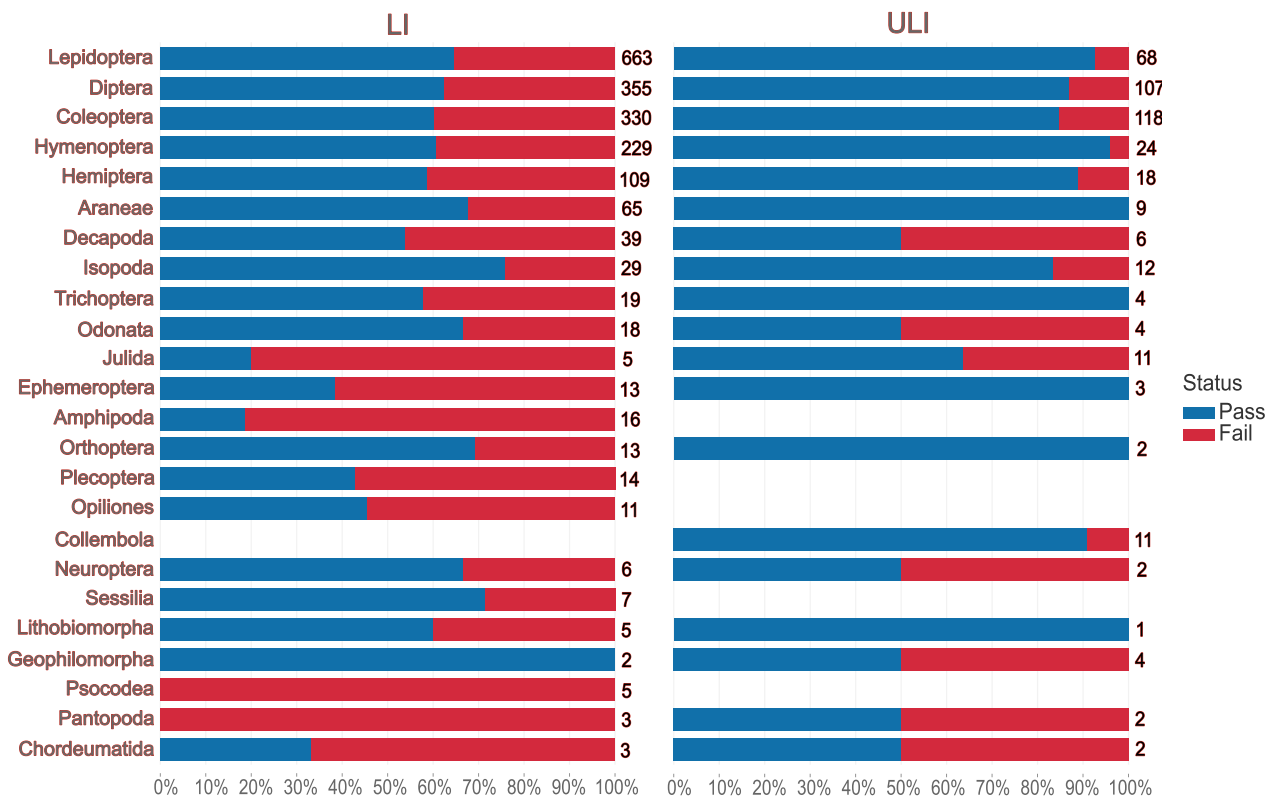 LI ULI
Lepidoptera 663 68
Diptera 355 107
Coleoptera 330 118
Hymenoptera 229 24
Hemiptera 109 18
Araneae 65 9
Decapoda 39 6
Isopoda 29 12
Trichoptera 19 4
Odonata 18 4
Julida 5 11
Ephemeroptera 13 3
Status
Amphipoda 16
Pass
Orthoptera 13 2
Fail
Plecoptera 14
Opiliones 11
Collembola 11
Neuroptera 6 2
Sessilia 7
Lithobiomorpha 5 1
Geophilomorpha 2 4
Psocodea 5
Pantopoda 3 2
Chordeumatida 3 2
0% 10% 20% 30% 40% 50% 60% 70% 80% 90% 100% 0% 10% 20% 30% 40% 50% 60% 70% 80% 90% 100%